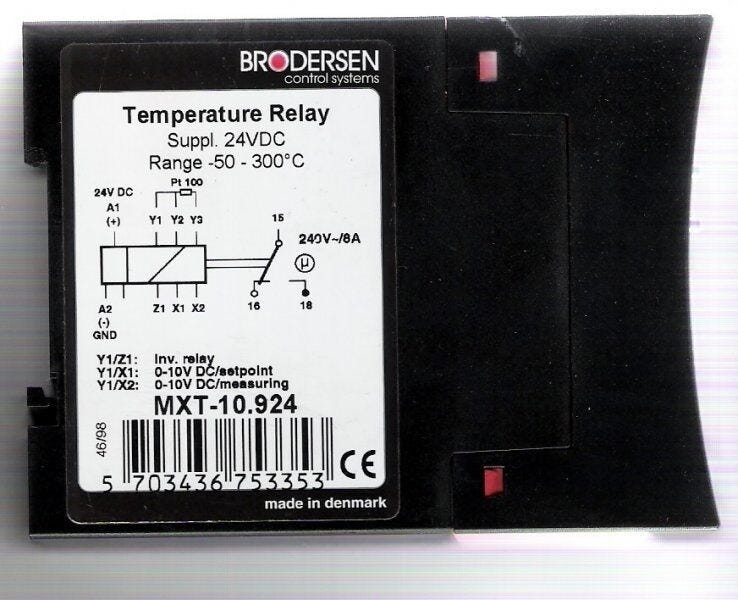 BRODERSEN
control systems
Temperature Relay
Suppl. 24VDC
Range -50 - 300°C
Pt 100
24V DC
A1
(+)
Y1 Y2 Y3
15
240V~/8A
µ
16 18
A2
(-)
GND
Z1 X1 X2
Y1/Z1: Inv. relay
Y1/X1: 0-10V DC/setpoint
Y1/X2: 0-10V DC/measuring
MXT-10.924
46/98
5 703436 753353
CE
made in denmark